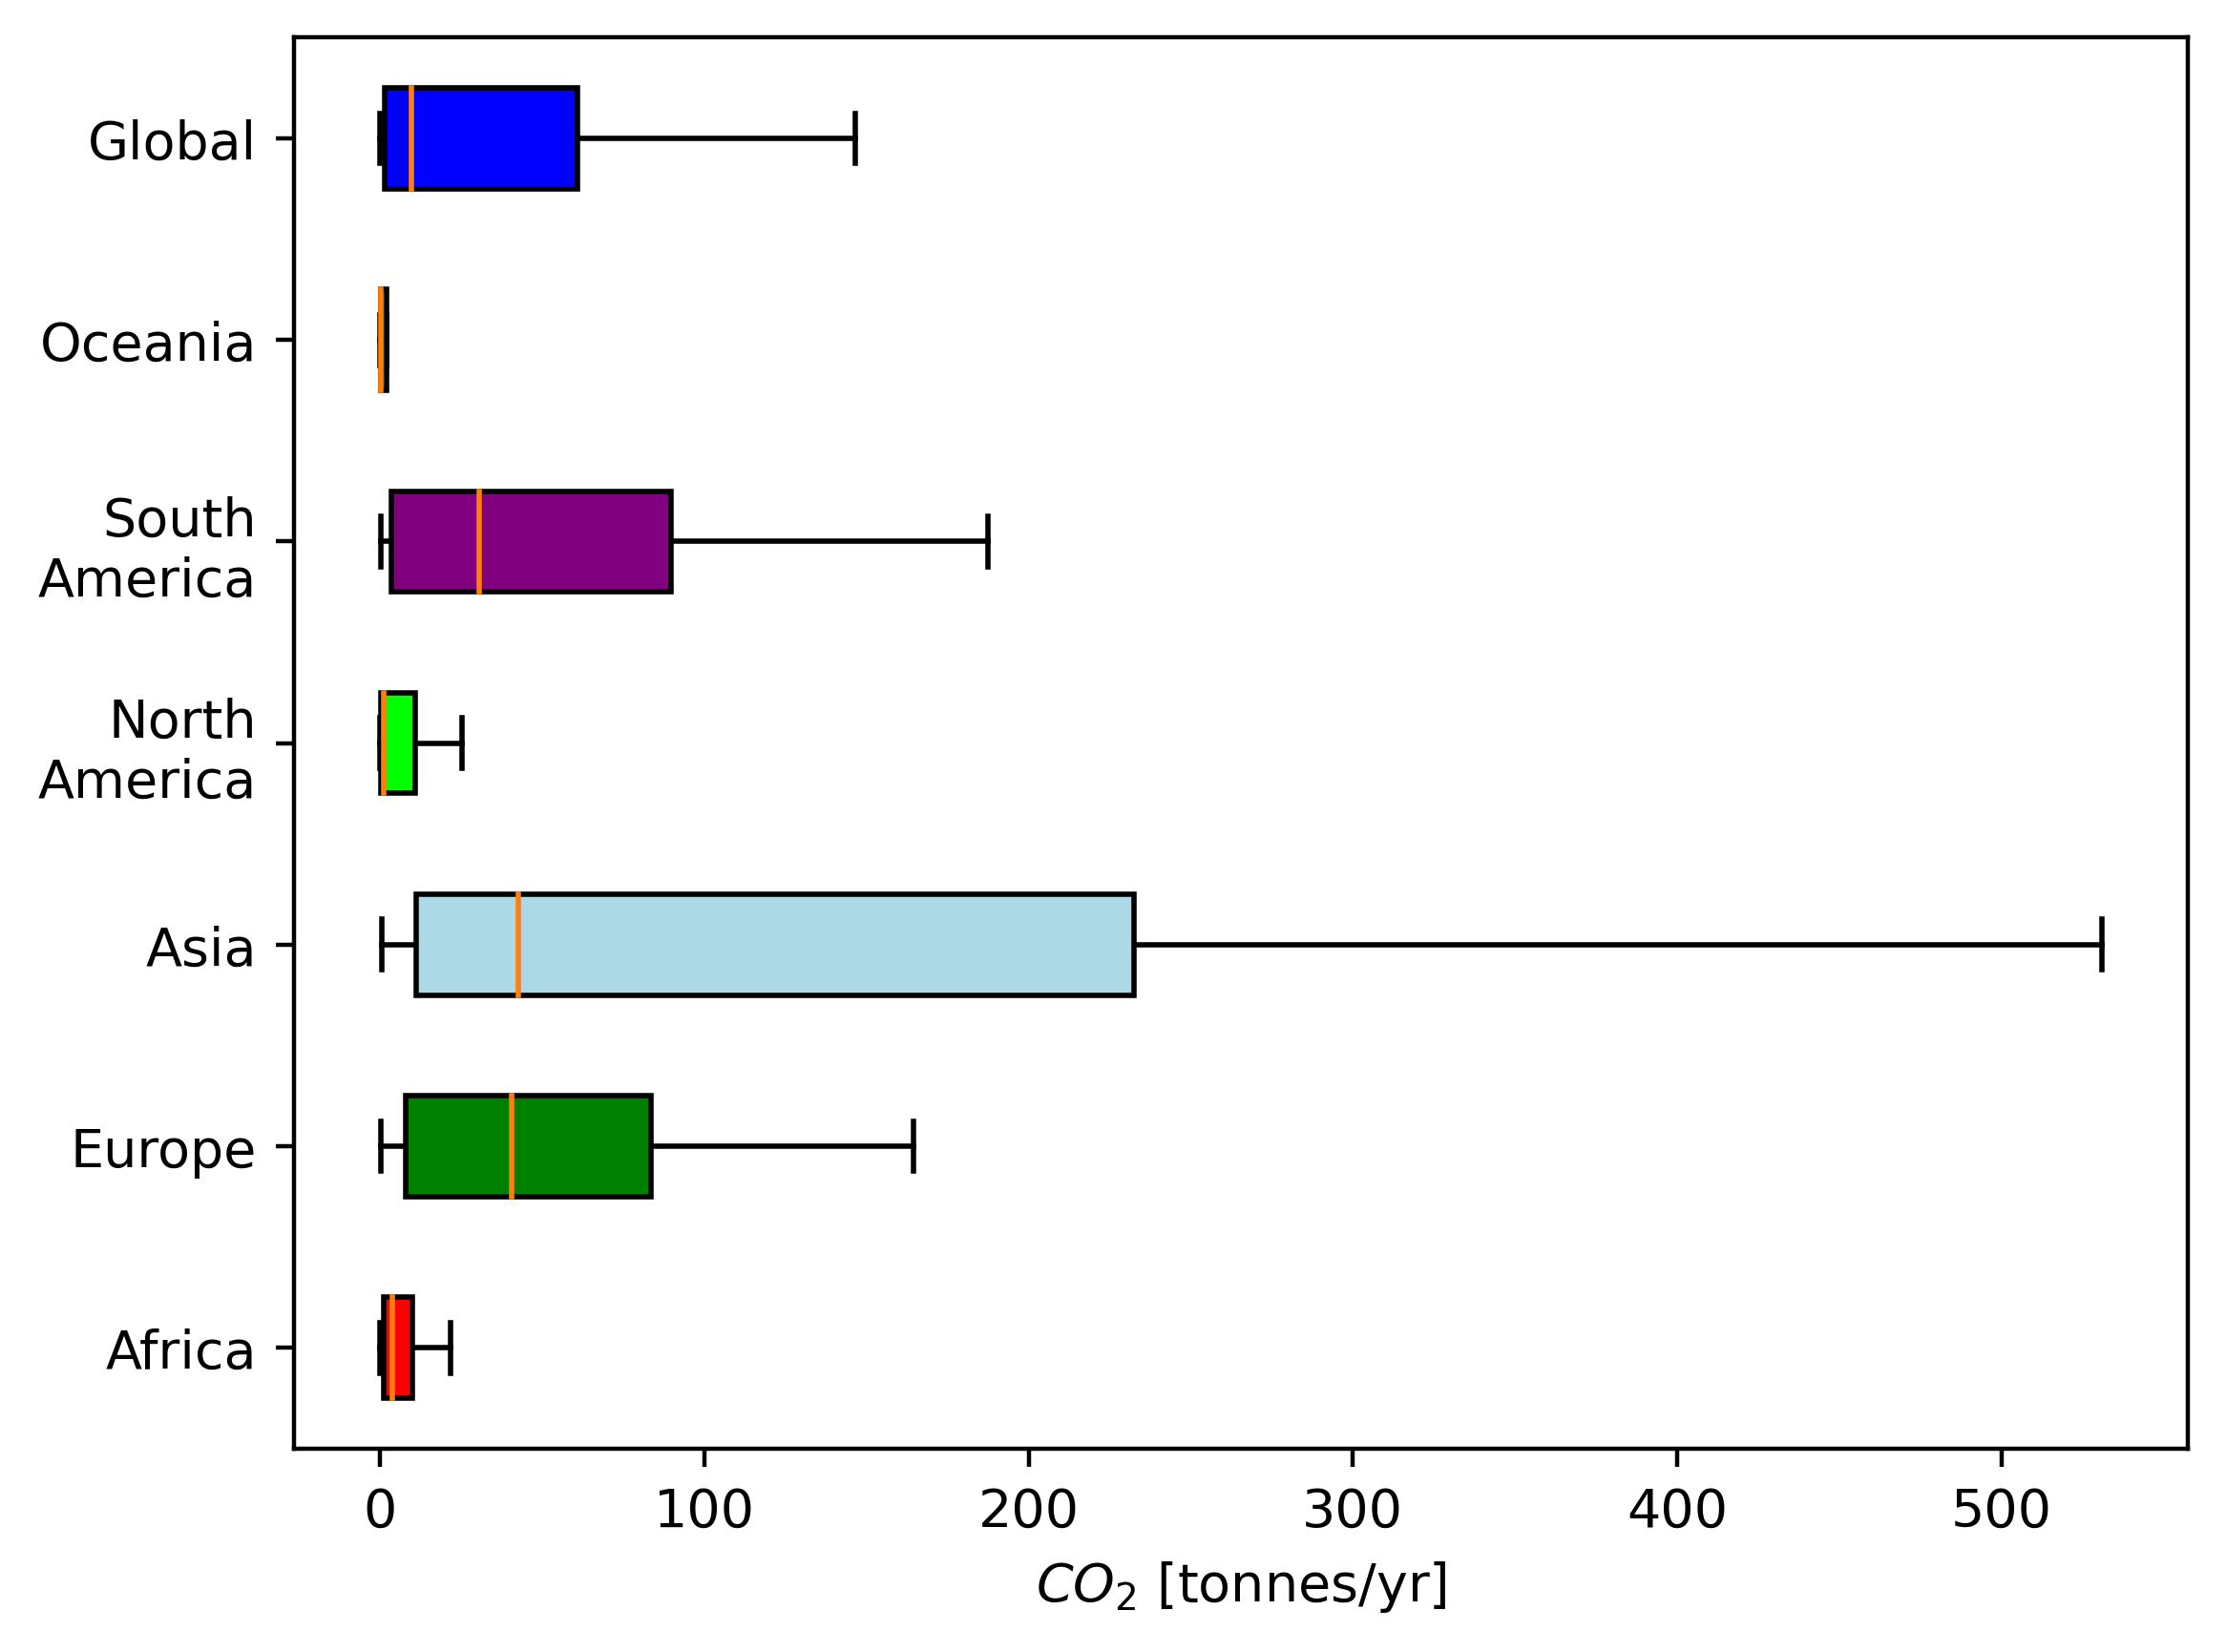 Global
Oceania
South
America
North
America
Asia
Europe
Africa
0 100 200 300 400 500
CO₂ [tonnes/yr]